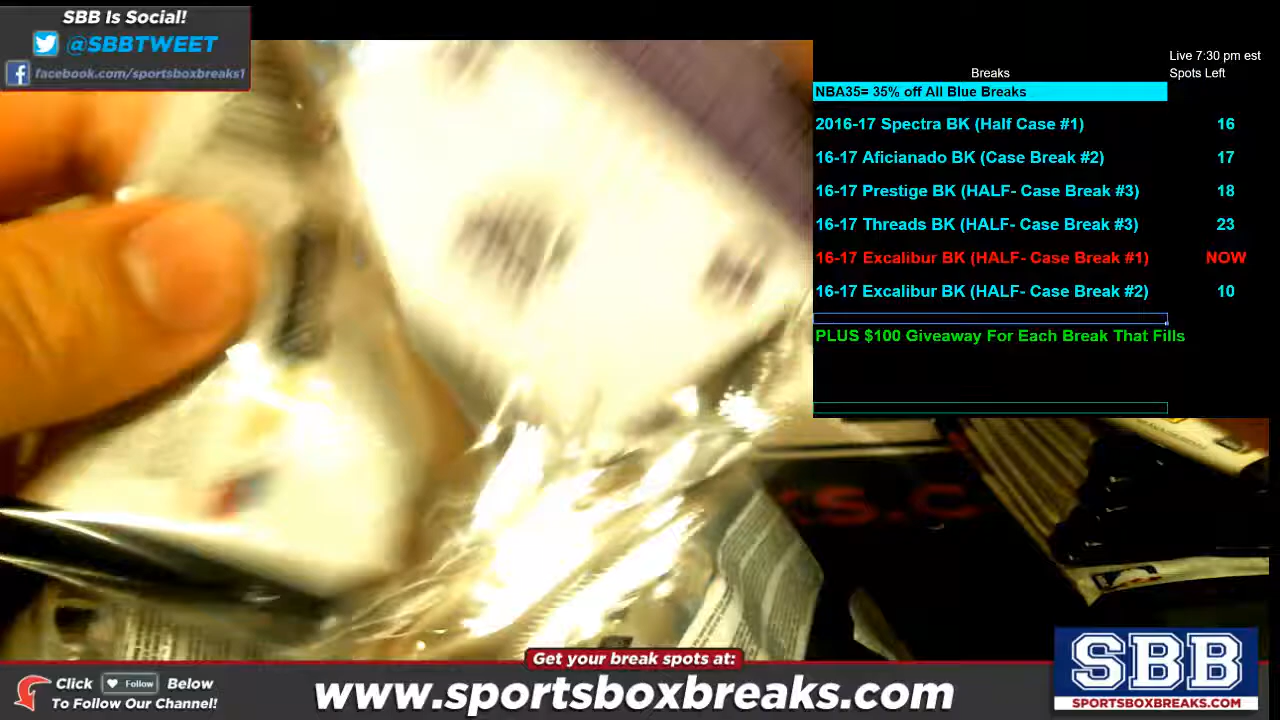 SBB Is Social!
@SBBTWEET
facebook.com/sportsboxbreaks1
Live 7:30 pm est
Breaks
Spots Left
NBA35= 35% off All Blue Breaks
2016-17 Spectra BK (Half Case #1) 16
16-17 Aficianado BK (Case Break #2) 17
16-17 Prestige BK (HALF- Case Break #3) 18
16-17 Threads BK (HALF- Case Break #3) 23
16-17 Excalibur BK (HALF- Case Break #1) NOW
16-17 Excalibur BK (HALF- Case Break #2) 10
PLUS $100 Giveaway For Each Break That Fills
Get your break spots at:
Click Follow Below
To Follow Our Channel!
www.sportsboxbreaks.com
SBB
SPORTSBOXBREAKS.COM